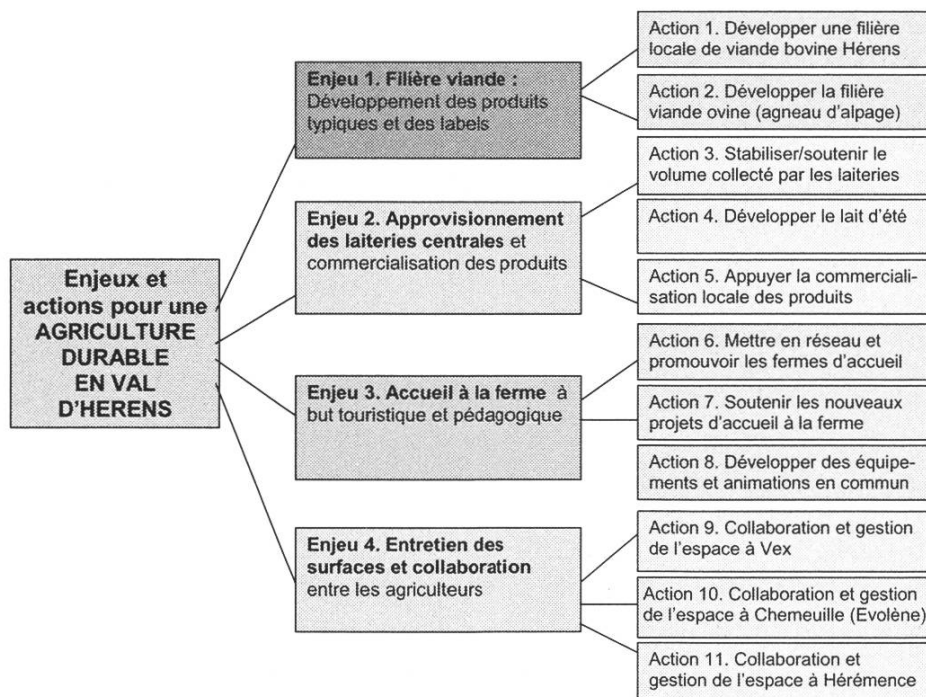 Enjeux et
actions pour une
AGRICULTURE
DURABLE
EN VAL
D'HERENS
Enjeu 1. Filière viande :
Développement des produits
typiques et des labels
Action 1. Développer une filière
locale de viande bovine Hérens
Action 2. Développer la filière
viande ovine (agneau d'alpage)
Enjeu 2. Approvisionnement
des laiteries centrales et
commercialisation des produits
Action 3. Stabiliser/soutenir le
volume collecté par les laiteries
Action 4. Développer le lait d'été
Action 5. Appuyer la commerciali-
sation locale des produits
Enjeu 3. Accueil à la ferme à
but touristique et pédagogique
Action 6. Mettre en réseau et
promouvoir les fermes d'accueil
Action 7. Soutenir les nouveaux
projets d'accueil à la ferme
Action 8. Développer des équipe-
ments et animations en commun
Enjeu 4. Entretien des
surfaces et collaboration
entre les agriculteurs
Action 9. Collaboration et gestion
de l'espace à Vex
Action 10. Collaboration et gestion
de l'espace à Chemeuille (Evolène)
Action 11. Collaboration et
gestion de l'espace à Hérémence